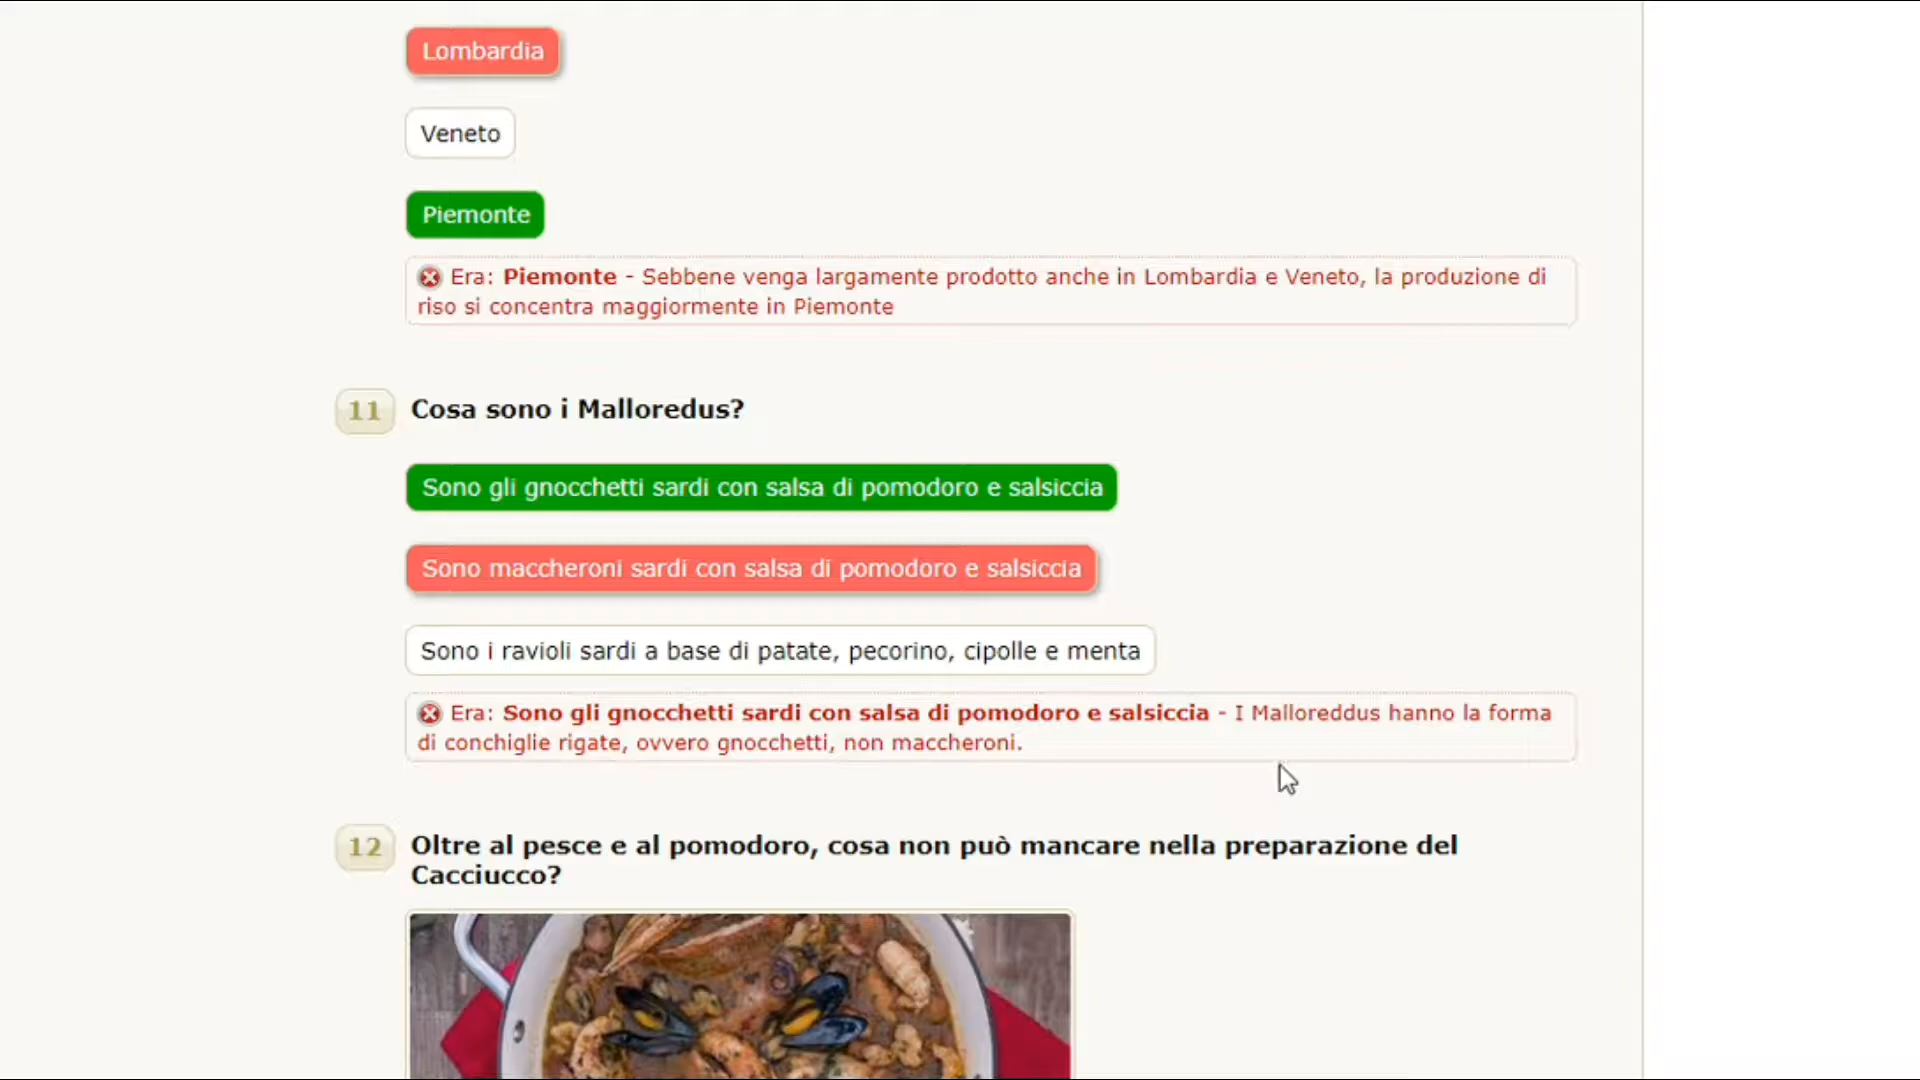 Lombardia
Veneto
Piemonte
Era: Piemonte - Sebbene venga largamente prodotto anche in Lombardia e Veneto, la produzione di
riso si concentra maggiormente in Piemonte
11 Cosa sono i Malloredus?
Sono gli gnocchetti sardi con salsa di pomodoro e salsiccia
Sono maccheroni sardi con salsa di pomodoro e salsiccia
Sono i ravioli sardi a base di patate, pecorino, cipolle e menta
Era: Sono gli gnocchetti sardi con salsa di pomodoro e salsiccia - I Malloreddus hanno la forma
di conchiglie rigate, ovvero gnocchetti, non maccheroni.
12 Oltre al pesce e al pomodoro, cosa non può mancare nella preparazione del
Cacciucco?